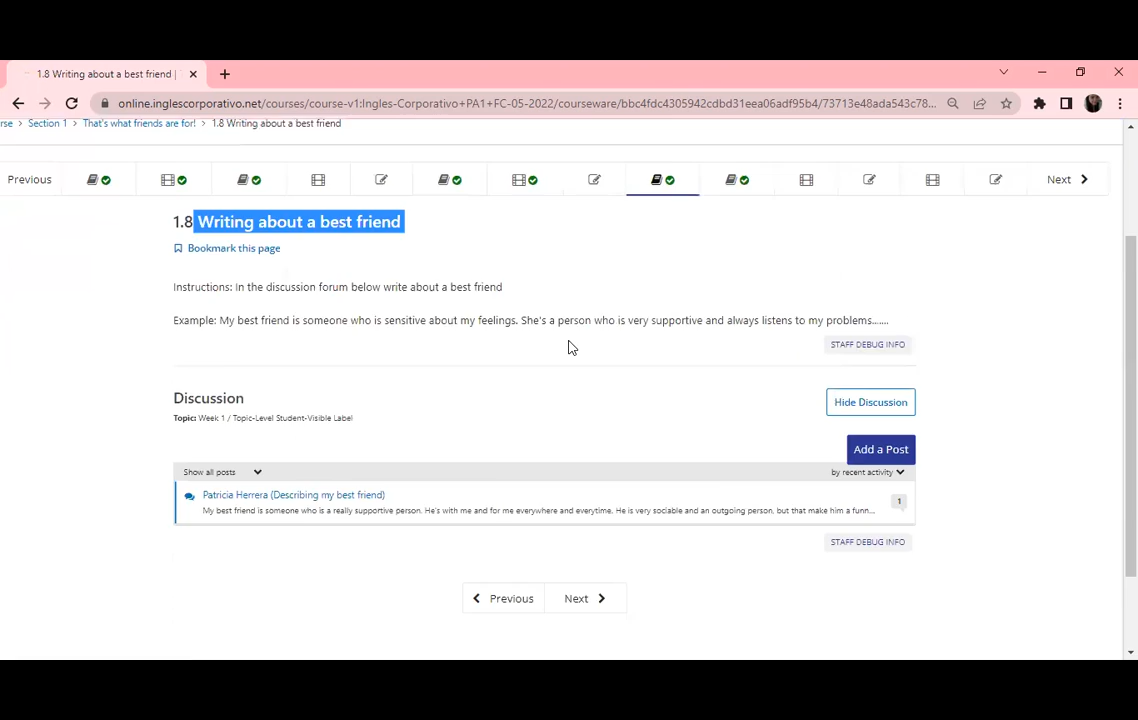 1.8 Writing about a best friend |
online.inglescorporativo.net/courses/course-v1:Ingles-Corporativo+PA1+FC-05-2022/courseware/bbc4fdc4305942cdbd31eea06adf95b4/73713e48ada543c78...
rse > Section 1 > That's what friends are for! > 1.8 Writing about a best friend
Previous
Next
1.8 Writing about a best friend
Bookmark this page
Instructions: In the discussion forum below write about a best friend
Example: My best friend is someone who is sensitive about my feelings. She's a person who is very supportive and always listens to my problems.......
STAFF DEBUG INFO
Discussion
Hide Discussion
Topic: Week 1 / Topic-Level Student-Visible Label
Add a Post
Show all posts
by recent activity
Patricia Herrera (Describing my best friend)
1
My best friend is someone who is a really supportive person. He's with me and for me everywhere and everytime. He is very sociable and an outgoing person, but that make him a funn...
STAFF DEBUG INFO
Previous
Next